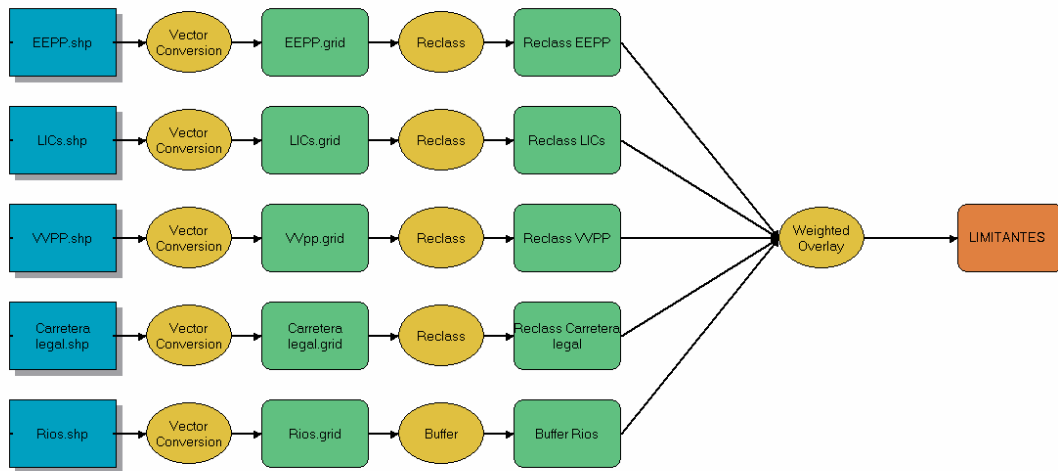 EEPP.shp
Vector
Conversion
EEPP.grid
Reclass
Reclass EEPP
LICs.shp
Vector
Conversion
LICs.grid
Reclass
Reclass LICs
VVPP.shp
Vector
Conversion
VVpp.grid
Reclass
Reclass VVPP
Weighted
Overlay
LIMITANTES
Carretera
legal.shp
Vector
Conversion
Carretera
legal.grid
Reclass
Reclass Carretera
legal
Rios.shp
Vector
Conversion
Rios.grid
Buffer
Buffer Rios